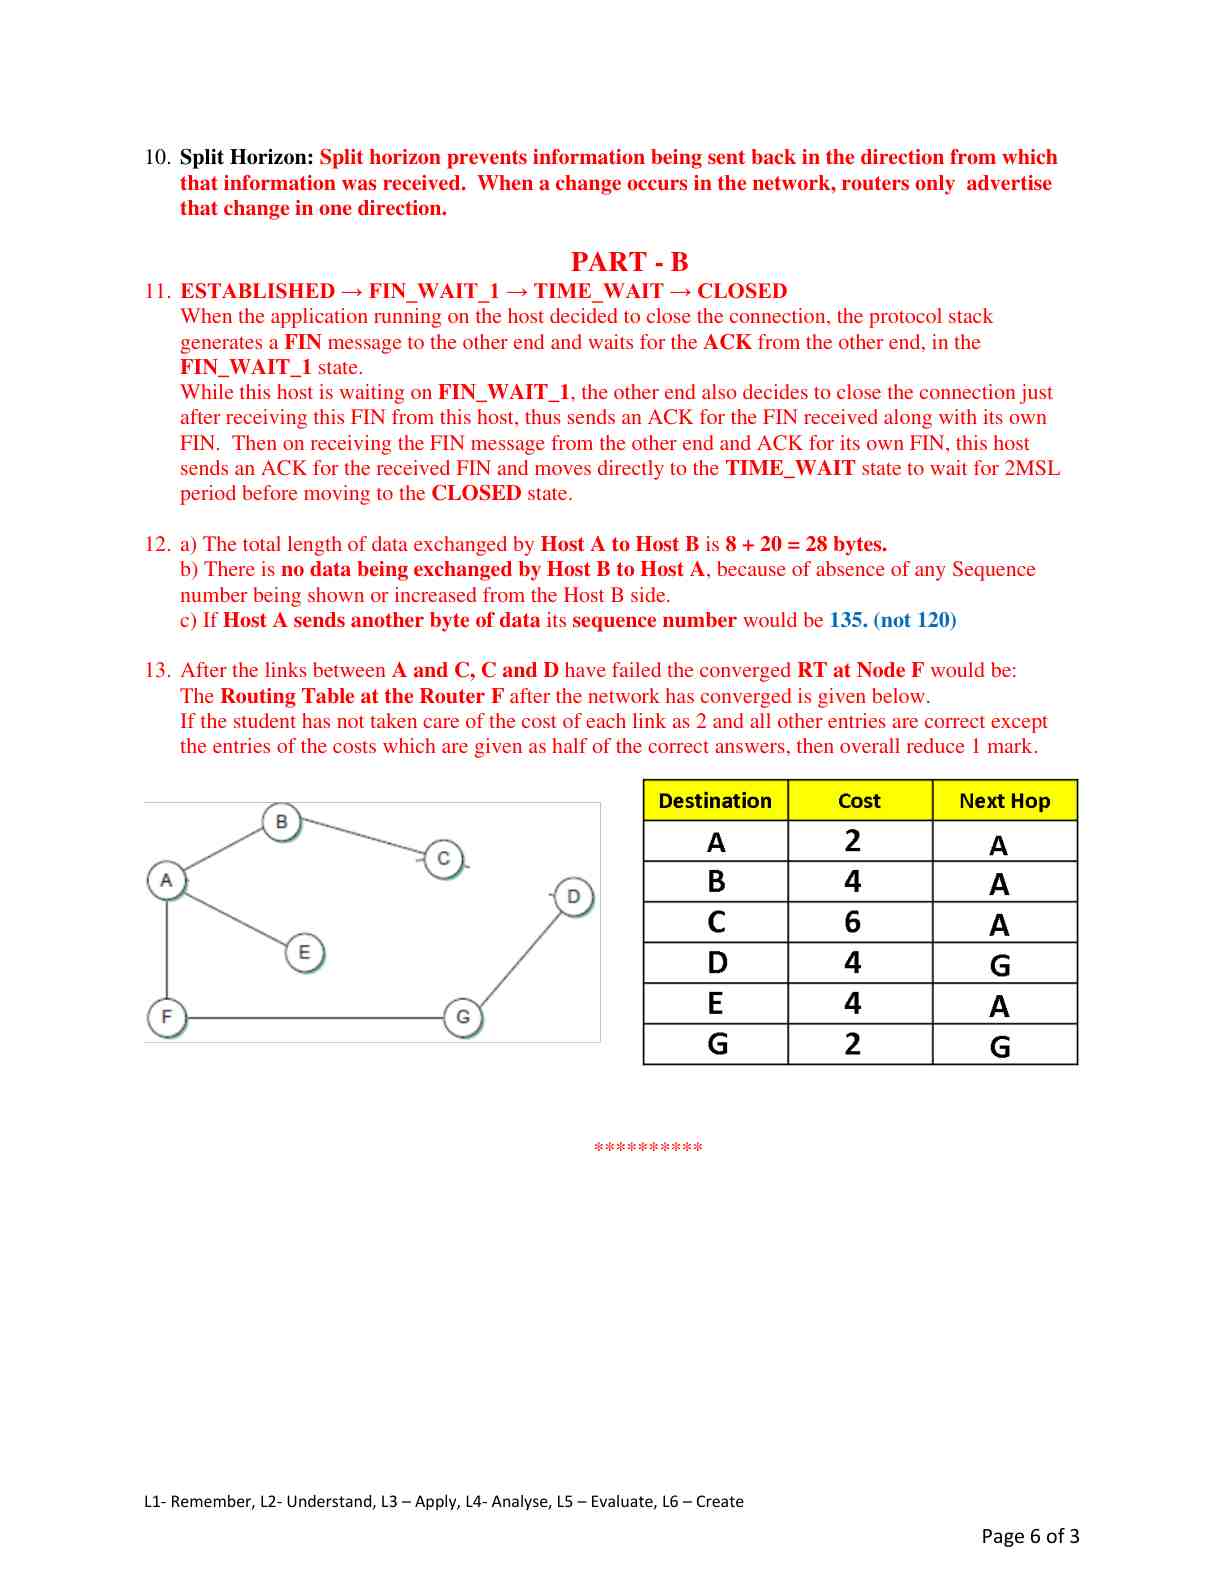 10. Split Horizon: Split horizon prevents information being sent back in the direction from which
that information was received.  When a change occurs in the network, routers only  advertise
that change in one direction.
PART - B
11. ESTABLISHED → FIN_WAIT_1 → TIME_WAIT → CLOSED
When the application running on the host decided to close the connection, the protocol stack
generates a FIN message to the other end and waits for the ACK from the other end, in the
FIN_WAIT_1 state.
While this host is waiting on FIN_WAIT_1, the other end also decides to close the connection just
after receiving this FIN from this host, thus sends an ACK for the FIN received along with its own
FIN.  Then on receiving the FIN message from the other end and ACK for its own FIN, this host
sends an ACK for the received FIN and moves directly to the TIME_WAIT state to wait for 2MSL
period before moving to the CLOSED state.
12. a) The total length of data exchanged by Host A to Host B is 8 + 20 = 28 bytes.
b) There is no data being exchanged by Host B to Host A, because of absence of any Sequence
number being shown or increased from the Host B side.
c) If Host A sends another byte of data its sequence number would be 135. (not 120)
13. After the links between A and C, C and D have failed the converged RT at Node F would be:
The Routing Table at the Router F after the network has converged is given below.
If the student has not taken care of the cost of each link as 2 and all other entries are correct except
the entries of the costs which are given as half of the correct answers, then overall reduce 1 mark.
B
C
A
D
E
F
G
Destination Cost Next Hop
A 2 A
B 4 A
C 6 A
D 4 G
E 4 A
G 2 G
**********
L1- Remember, L2- Understand, L3 – Apply, L4- Analyse, L5 – Evaluate, L6 – Create
Page 6 of 3